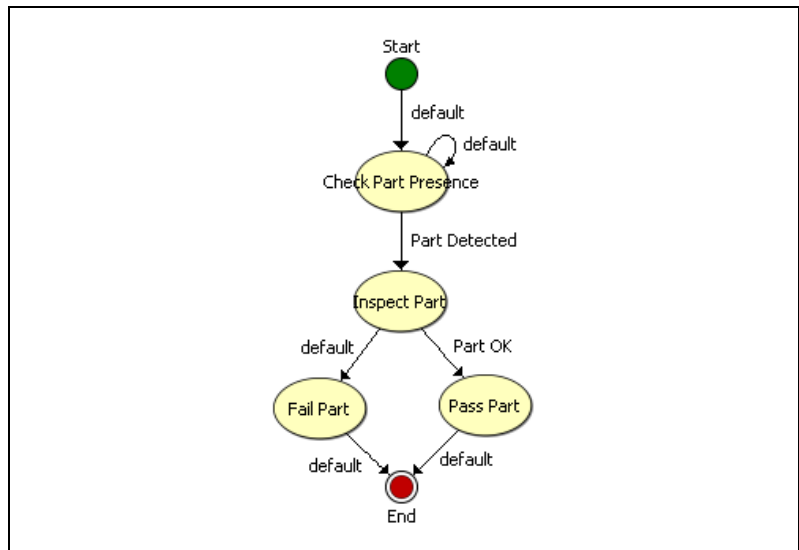 Start
default
default
Check Part Presence
Part Detected
Inspect Part
default
Part OK
Fail Part
Pass Part
default
default
End